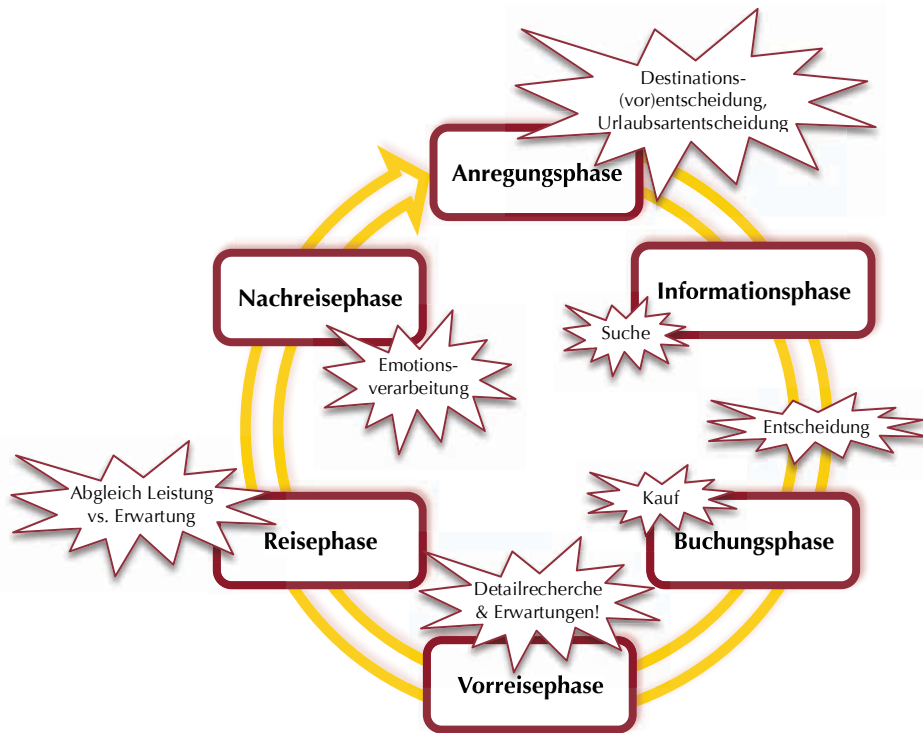 Destinations-
(vor)entscheidung,
Urlaubsartentscheidung
Anregungsphase
Informationsphase
Suche
Entscheidung
Kauf
Buchungsphase
Detailrecherche
& Erwartungen!
Vorreisephase
Abgleich Leistung
vs. Erwartung
Reisephase
Nachreisephase
Emotions-
verarbeitung